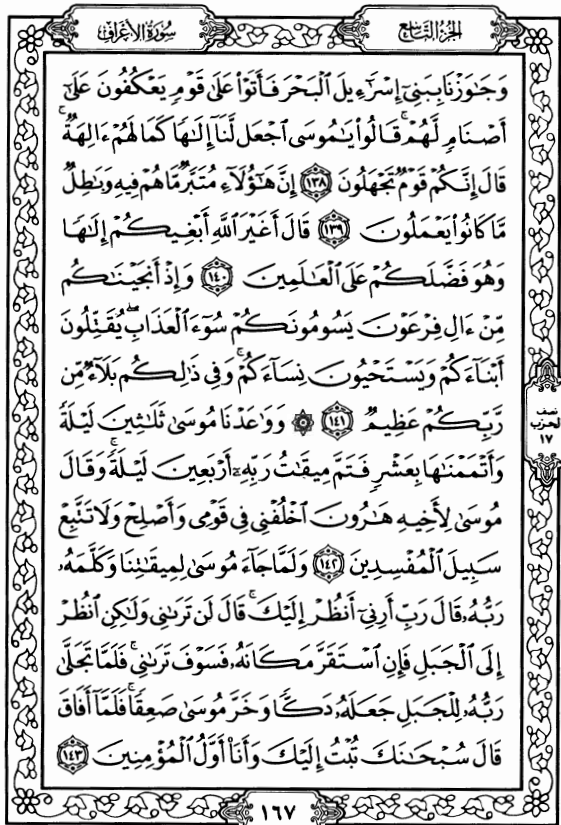 الجزء التاسع
سورة الأعراف
وَجَٰوَزْنَا بِبَنِىٓ إِسْرَٰٓءِيلَ ٱلْبَحْرَ فَأَتَوْا۟ عَلَىٰ قَوْمٍ يَعْكُفُونَ عَلَىٰٓ
أَصْنَامٍ لَّهُمْ ۚ قَالُوا۟ يَٰمُوسَى ٱجْعَل لَّنَآ إِلَٰهًا كَمَا لَهُمْ ءَالِهَةٌ ۚ
قَالَ إِنَّكُمْ قَوْمٌ تَجْهَلُونَ ١٣٨ إِنَّ هَٰٓؤُلَآءِ مُتَبَّرٌ مَّا هُمْ فِيهِ وَبَٰطِلٌ
مَّا كَانُوا۟ يَعْمَلُونَ ١٣٩ قَالَ أَغَيْرَ ٱللَّهِ أَبْغِيكُمْ إِلَٰهًا
وَهُوَ فَضَّلَكُمْ عَلَى ٱلْعَٰلَمِينَ ١٤٠ وَإِذْ أَنجَيْنَٰكُم
مِّنْ ءَالِ فِرْعَوْنَ يَسُومُونَكُمْ سُوٓءَ ٱلْعَذَابِ ۖ يُقَتِّلُونَ
أَبْنَآءَكُمْ وَيَسْتَحْيُونَ نِسَآءَكُمْ ۚ وَفِى ذَٰلِكُم بَلَآءٌ مِّن
رَّبِّكُمْ عَظِيمٌ ١٤١ ۞ وَوَٰعَدْنَا مُوسَىٰ ثَلَٰثِينَ لَيْلَةً
وَأَتْمَمْنَٰهَا بِعَشْرٍ فَتَمَّ مِيقَٰتُ رَبِّهِۦٓ أَرْبَعِينَ لَيْلَةً ۚ وَقَالَ
مُوسَىٰ لِأَخِيهِ هَٰرُونَ ٱخْلُفْنِى فِى قَوْمِى وَأَصْلِحْ وَلَا تَتَّبِعْ
سَبِيلَ ٱلْمُفْسِدِينَ ١٤٢ وَلَمَّا جَآءَ مُوسَىٰ لِمِيقَٰتِنَا وَكَلَّمَهُۥ
رَبُّهُۥ قَالَ رَبِّ أَرِنِىٓ أَنظُرْ إِلَيْكَ ۚ قَالَ لَن تَرَىٰنِى وَلَٰكِنِ ٱنظُرْ
إِلَى ٱلْجَبَلِ فَإِنِ ٱسْتَقَرَّ مَكَانَهُۥ فَسَوْفَ تَرَىٰنِى ۚ فَلَمَّا تَجَلَّىٰ
رَبُّهُۥ لِلْجَبَلِ جَعَلَهُۥ دَكًّا وَخَرَّ مُوسَىٰ صَعِقًا ۚ فَلَمَّآ أَفَاقَ
قَالَ سُبْحَٰنَكَ تُبْتُ إِلَيْكَ وَأَنَا۠ أَوَّلُ ٱلْمُؤْمِنِينَ ١٤٣
نصف
الحزب
١٧
١٦٧